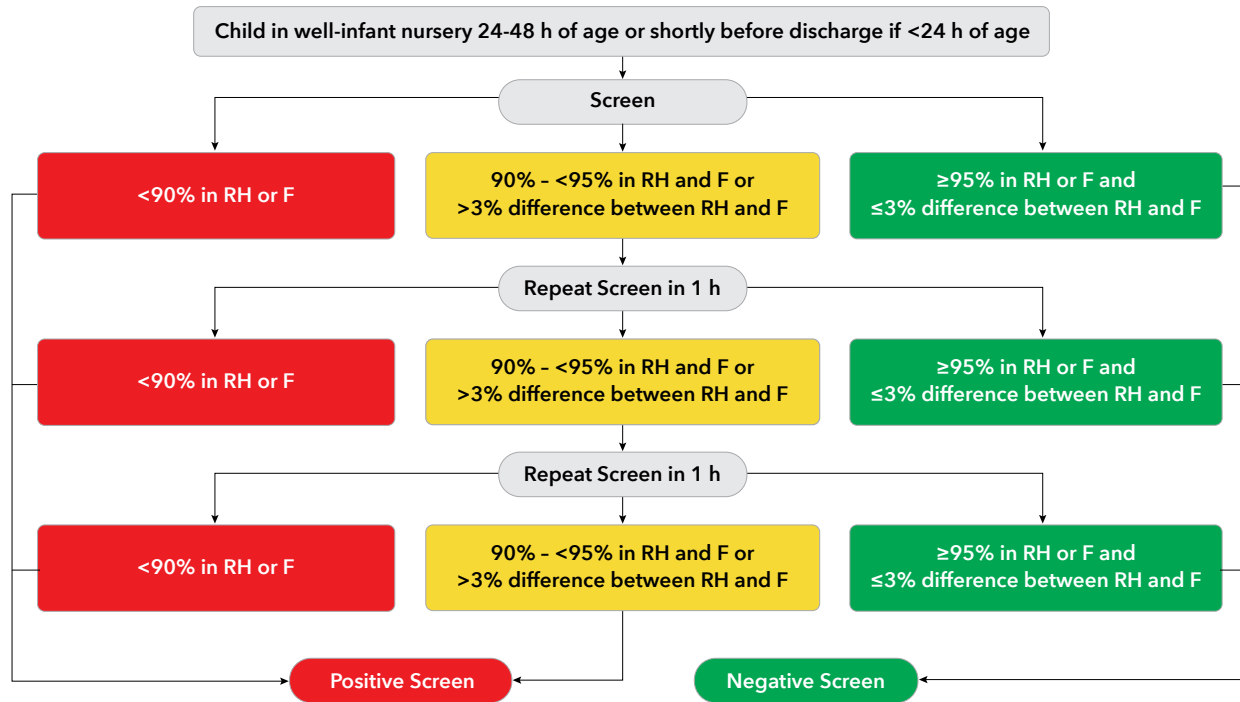 Child in well-infant nursery 24-48 h of age or shortly before discharge if <24 h of age
Screen
<90% in RH or F
90% – <95% in RH and F or
>3% difference between RH and F
≥95% in RH or F and
≤3% difference between RH and F
Repeat Screen in 1 h
<90% in RH or F
90% – <95% in RH and F or
>3% difference between RH and F
≥95% in RH or F and
≤3% difference between RH and F
Repeat Screen in 1 h
<90% in RH or F
90% – <95% in RH and F or
>3% difference between RH and F
≥95% in RH or F and
≤3% difference between RH and F
Positive Screen
Negative Screen